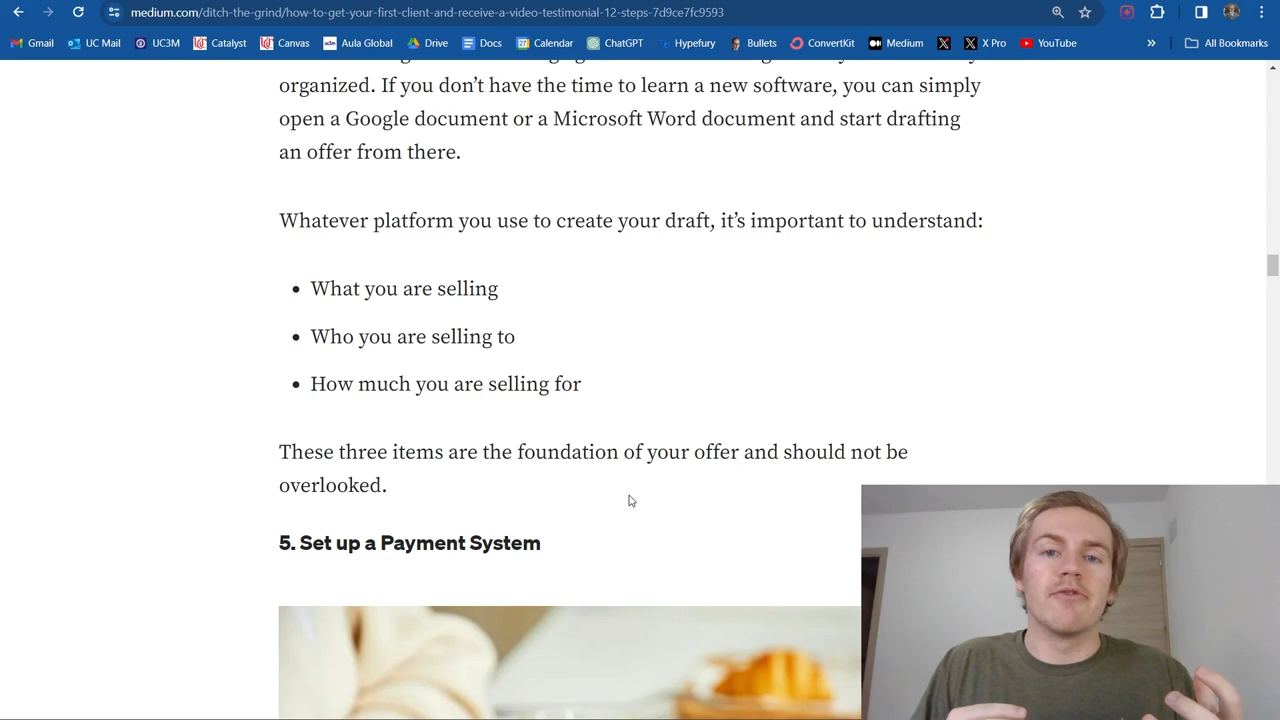 medium.com/ditch-the-grind/how-to-get-your-first-client-and-receive-a-video-testimonial-12-steps-7d9ce7fc9593
Gmail UC Mail UC3M Catalyst Canvas Aula Global Drive Docs Calendar ChatGPT Hypefury Bullets ConvertKit Medium X Pro YouTube » All Bookmarks
organized. If you don’t have the time to learn a new software, you can simply
open a Google document or a Microsoft Word document and start drafting
an offer from there.
Whatever platform you use to create your draft, it’s important to understand:
• What you are selling
• Who you are selling to
• How much you are selling for
These three items are the foundation of your offer and should not be
overlooked.
5. Set up a Payment System